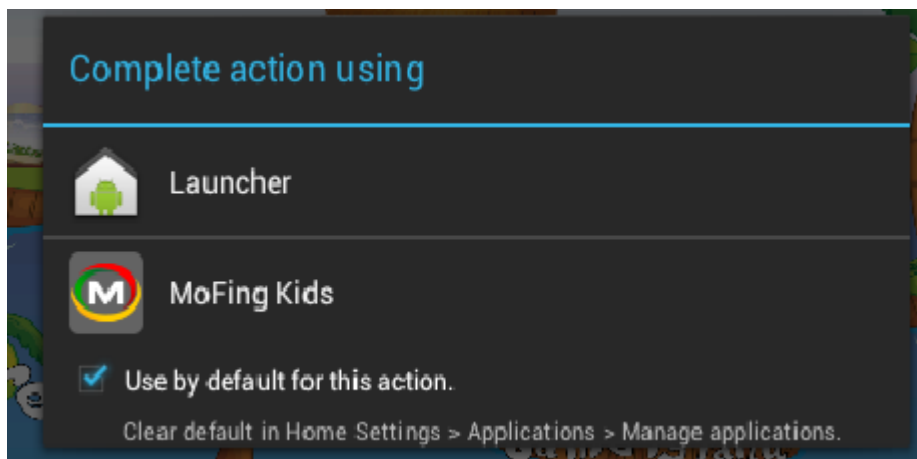 Complete action using
Launcher
M
MoFing Kids
Use by default for this action.
Clear default in Home Settings > Applications > Manage applications.